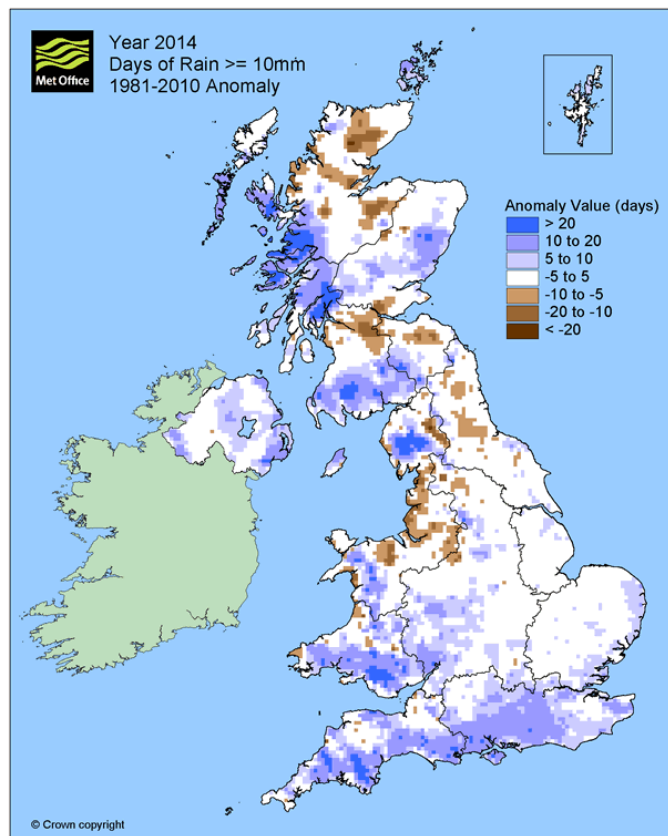 Met Office
Year 2014
Days of Rain >= 10mm
1981-2010 Anomaly
Anomaly Value (days)
> 20
10 to 20
5 to 10
-5 to 5
-10 to -5
-20 to -10
< -20
© Crown copyright